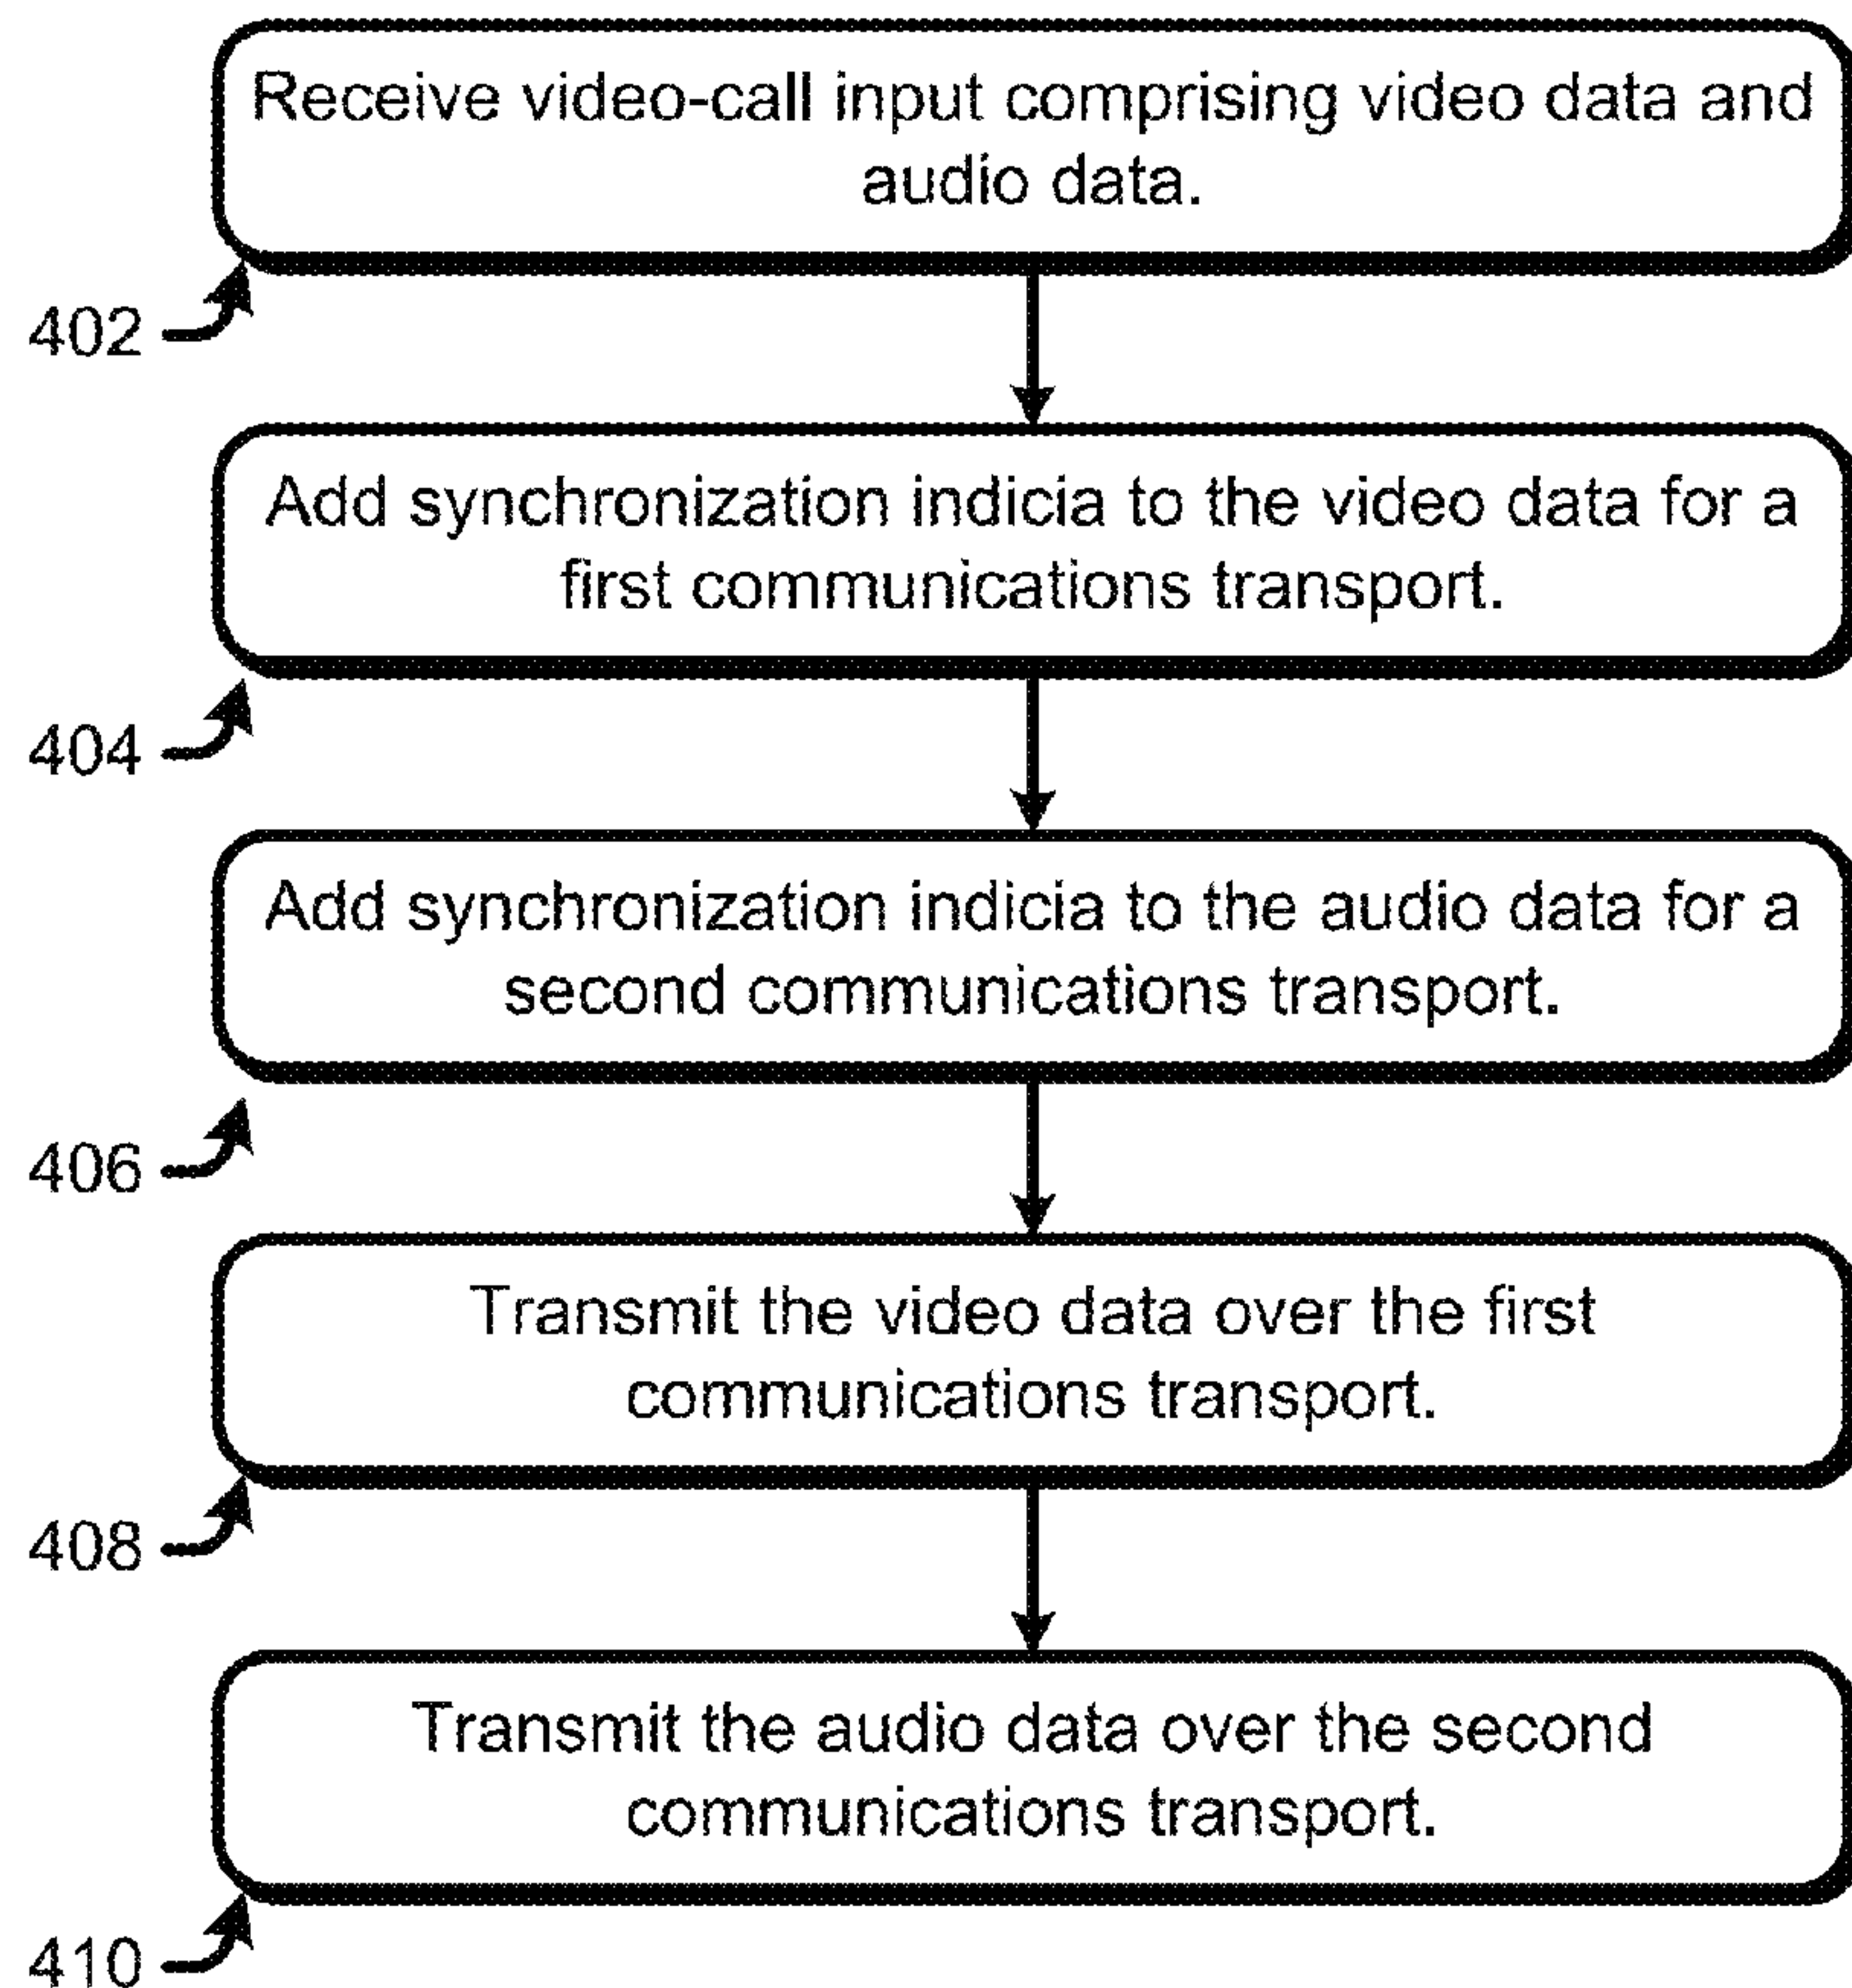 Receive video-call input comprising video data and
audio data.
402
Add synchronization indicia to the video data for a
first communications transport.
404
Add synchronization indicia to the audio data for a
second communications transport.
406
Transmit the video data over the first
communications transport.
408
Transmit the audio data over the second
communications transport.
410